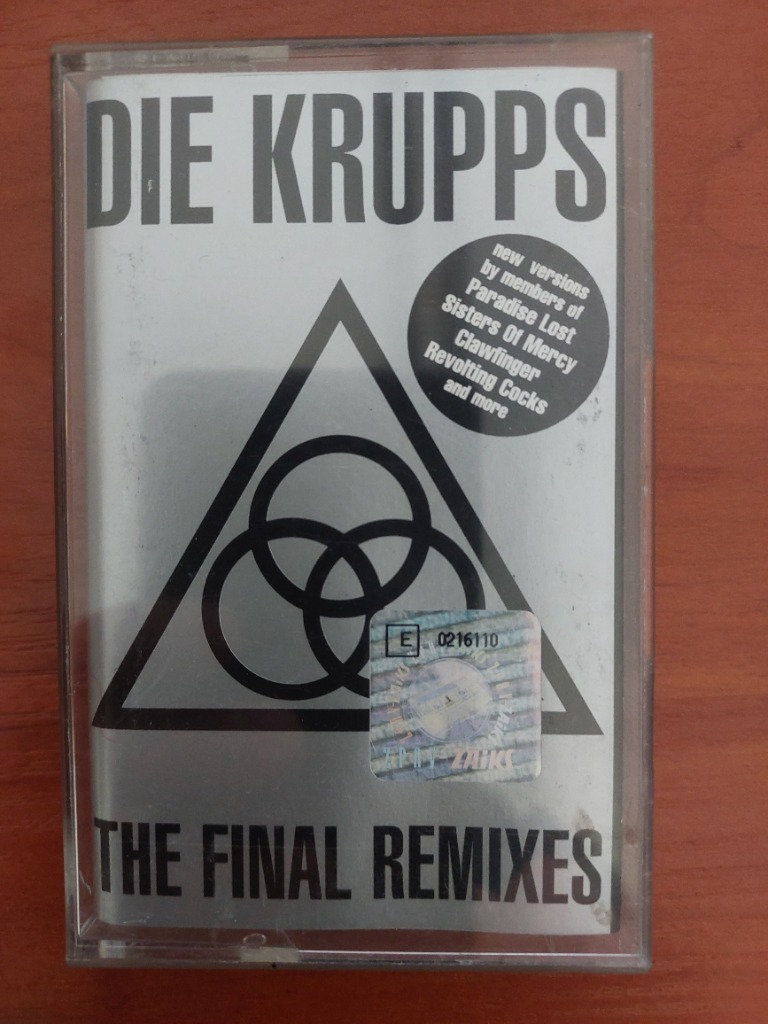 DIE KRUPPS
new versions
by members of
Paradise Lost
Sisters Of Mercy
Clawfinger
Revolting Cocks
and more
E 0216110
ZPAV ZAiKS
THE FINAL REMIXES